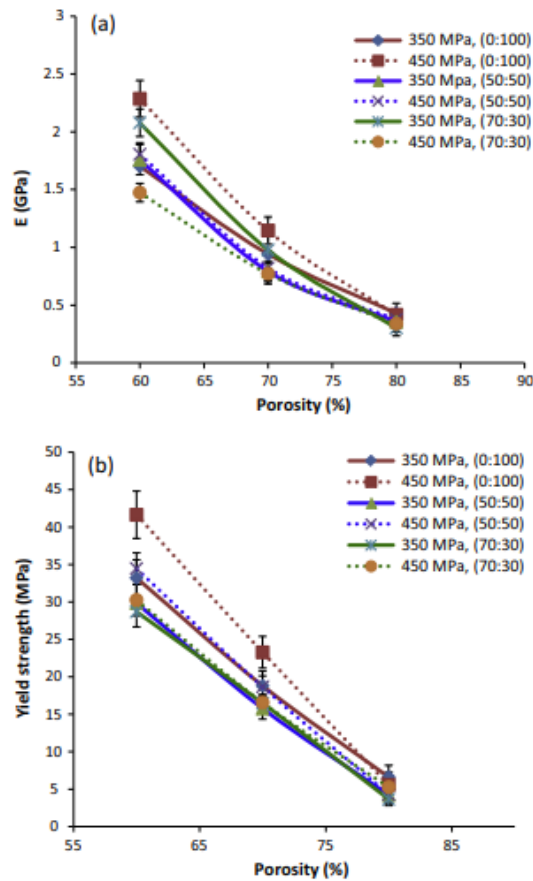 (a)
3
2.5
2
1.5
1
0.5
0
E (GPa)
350 MPa, (0:100)
450 MPa, (0:100)
350 Mpa, (50:50)
450 MPa, (50:50)
350 MPa, (70:30)
450 MPa, (70:30)
55 60 65 70 75 80 85 90
Porosity (%)
(b)
50
45
40
35
30
25
20
15
10
5
0
Yield strength (MPa)
350 MPa, (0:100)
450 MPa, (0:100)
350 MPa, (50:50)
450 MPa, (50:50)
350 MPa, (70:30)
450 MPa, (70:30)
55 65 75 85
Porosity (%)